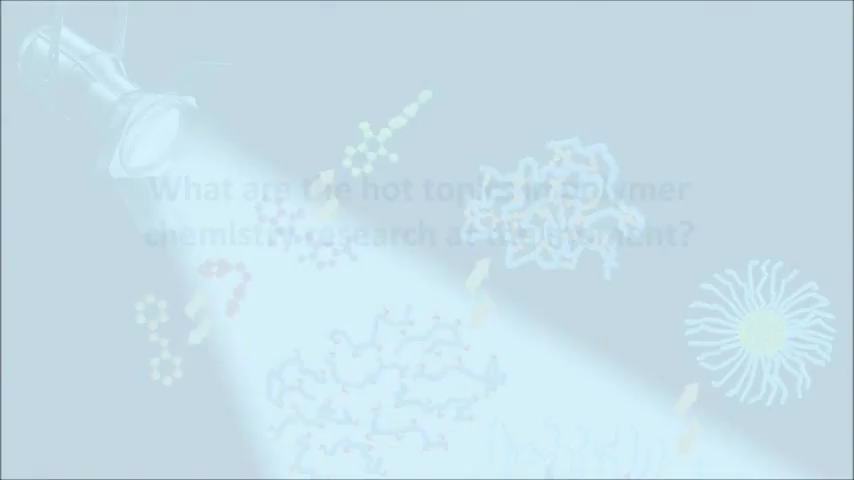 What are the hot topics in polymer
chemistry research at the moment?